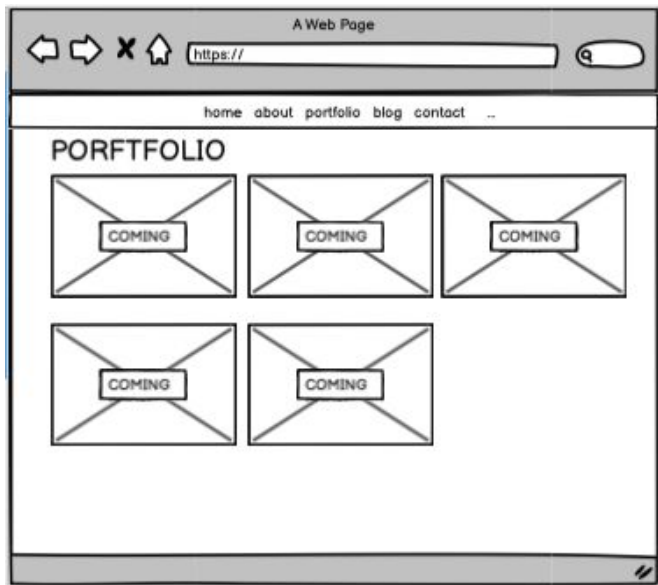 A Web Page
https://
home about portfolio blog contact ..
PORFTFOLIO
COMING COMING COMING
COMING COMING